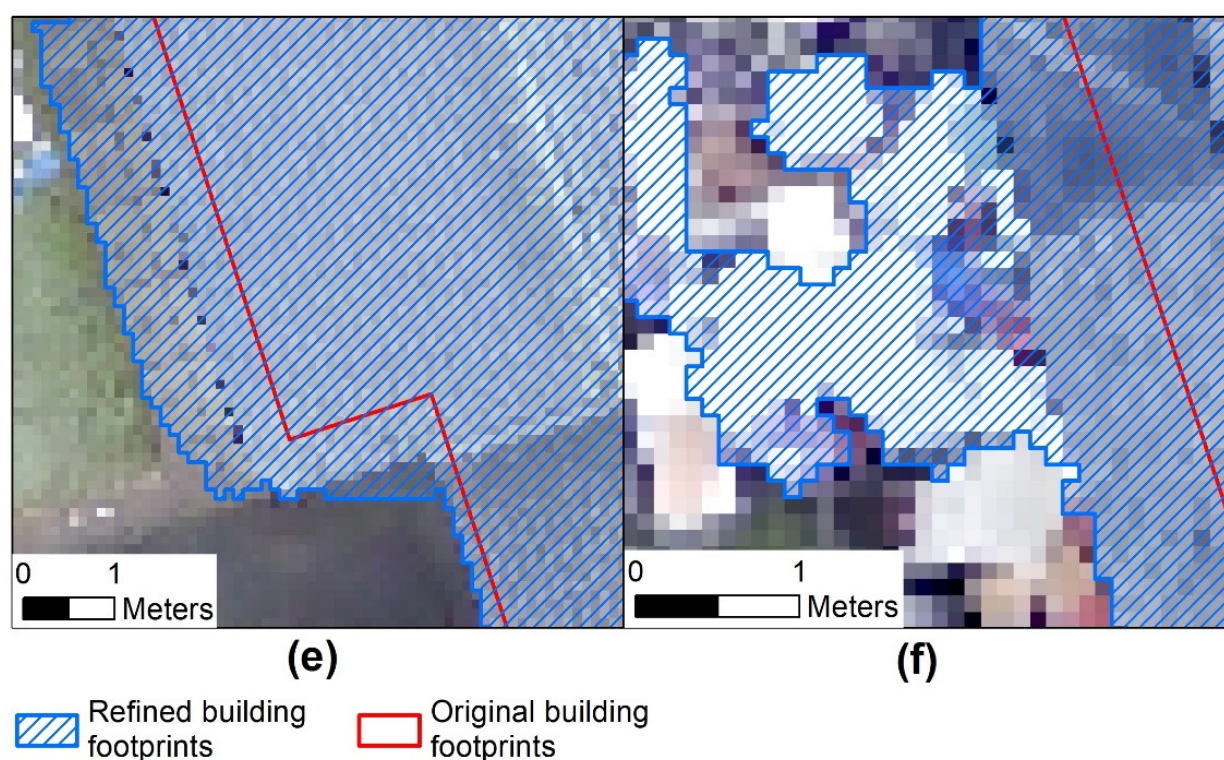 0 1
Meters
0 1
Meters
(e)
(f)
Refined building
footprints
Original building
footprints